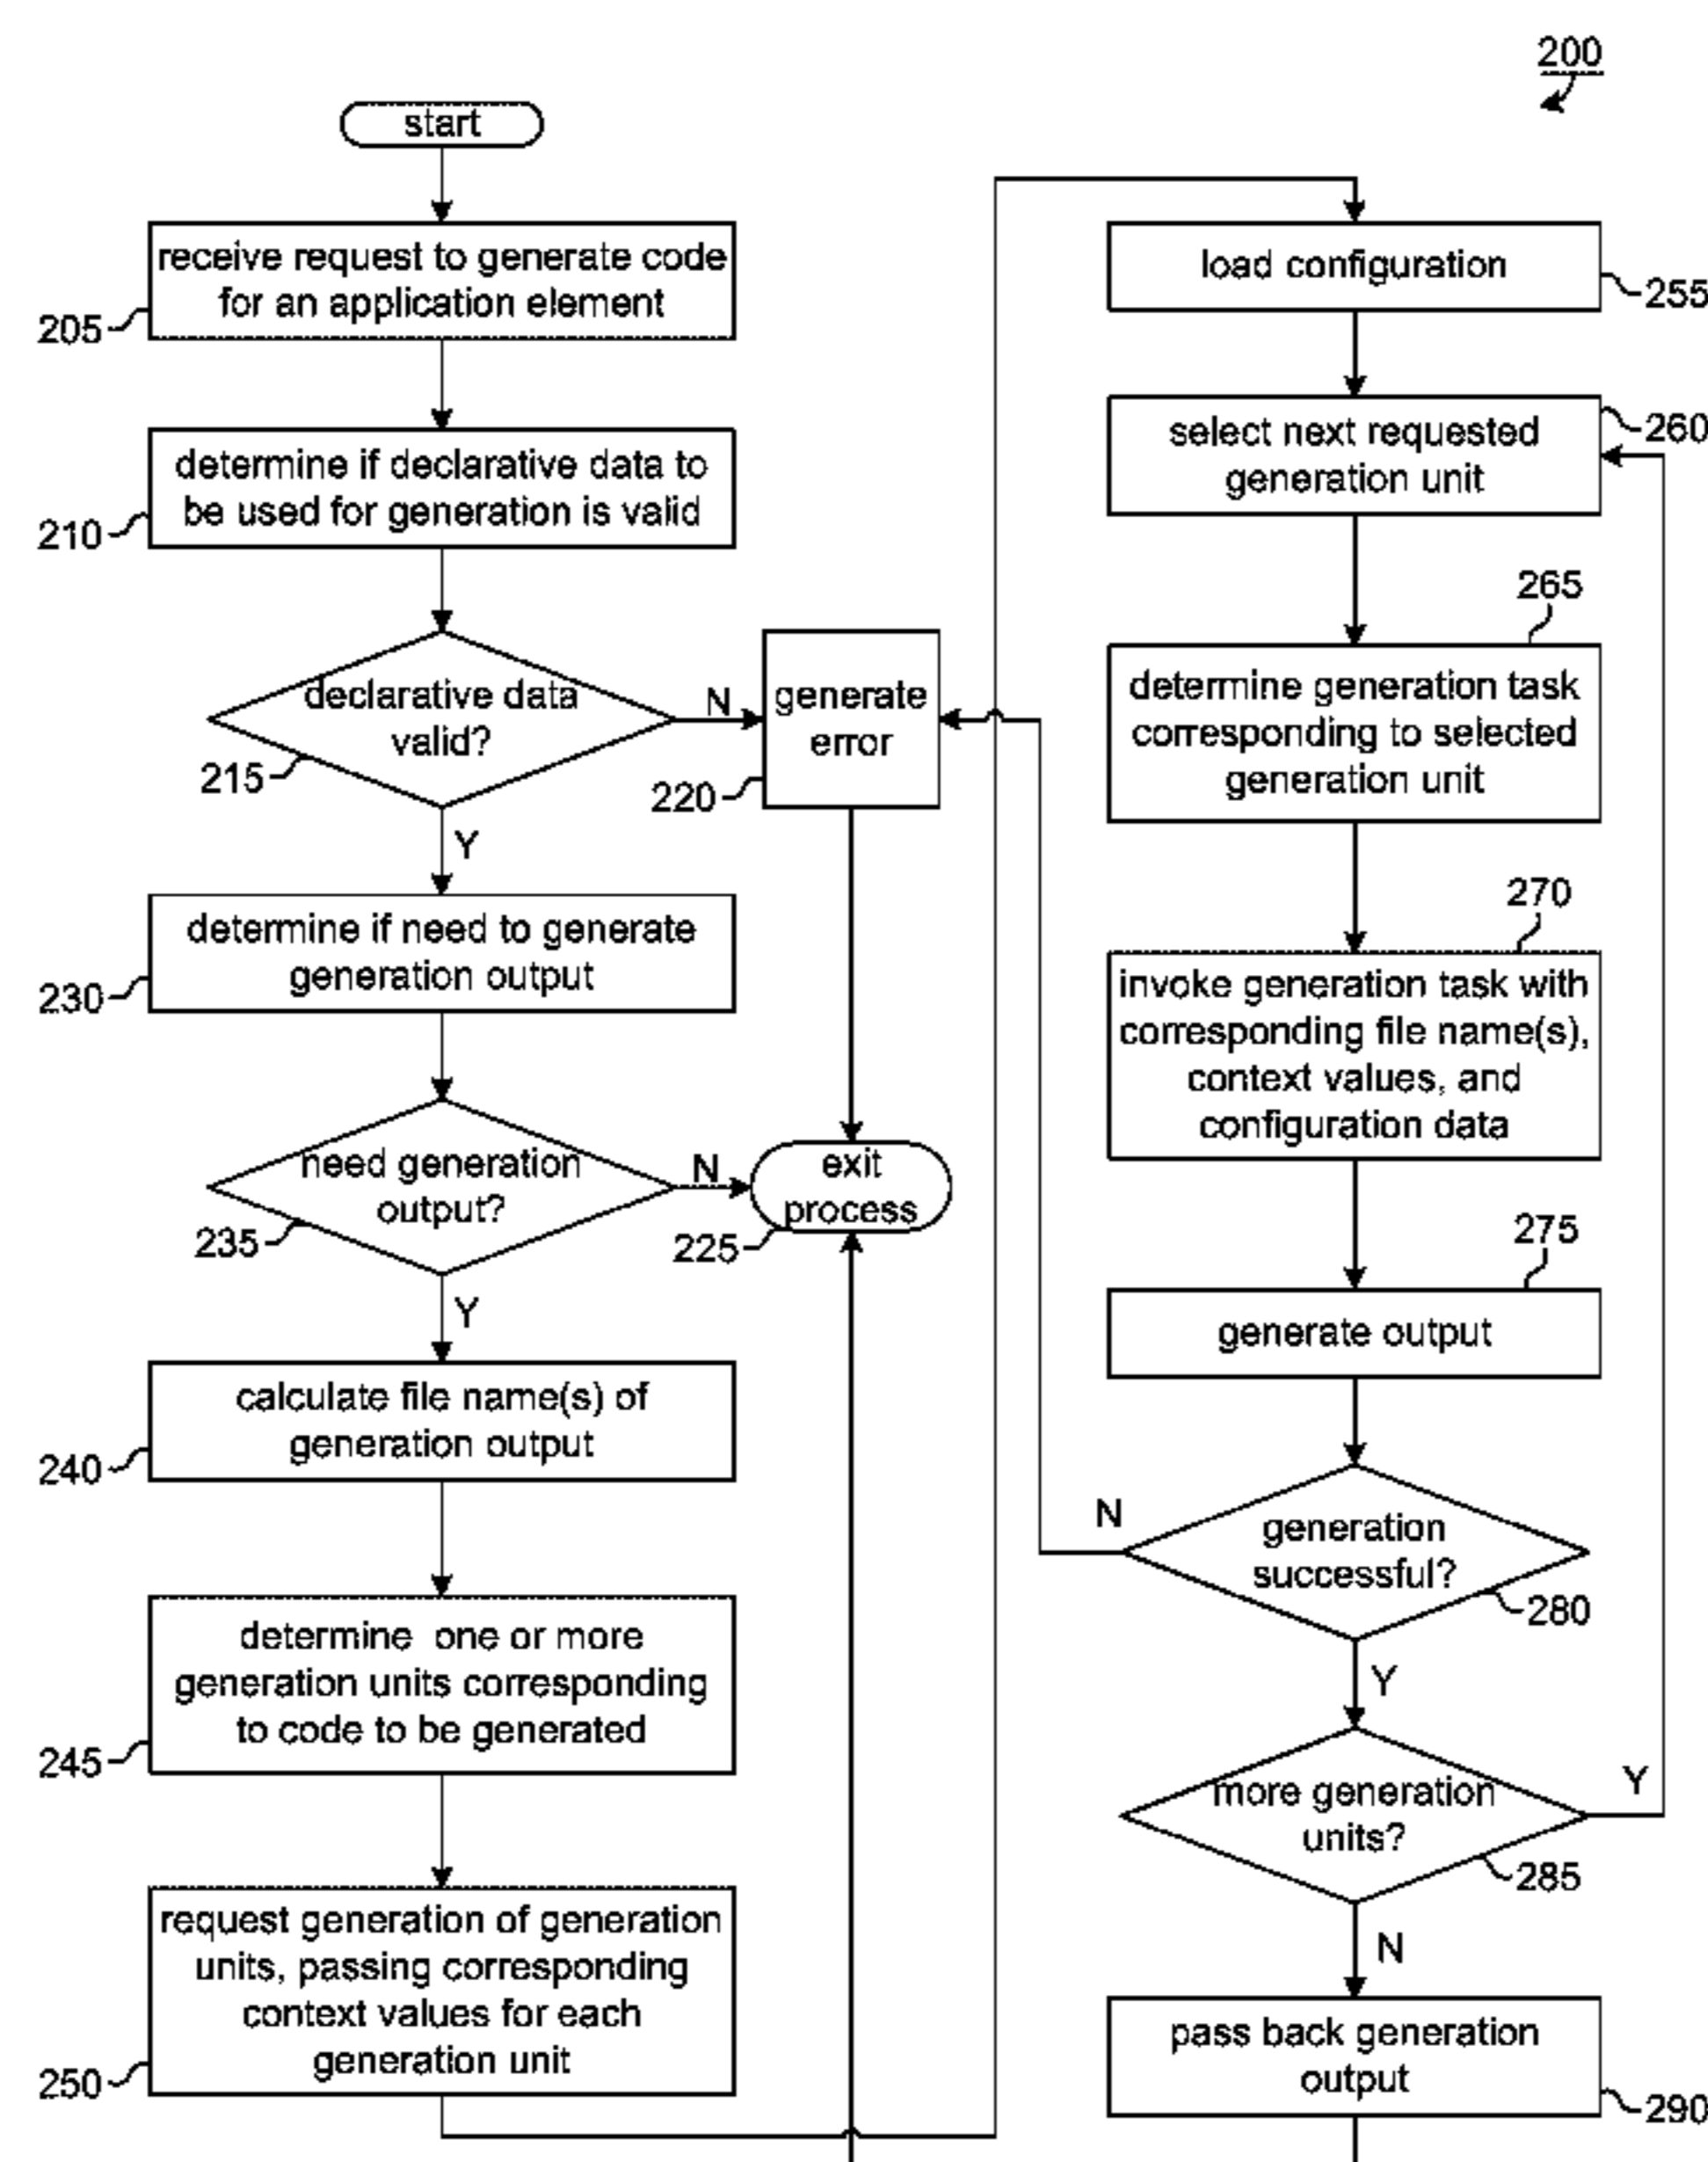 200
start
receive request to generate code
for an application element
205
determine if declarative data to
be used for generation is valid
210
declarative data
valid?
215
N
Y
generate
error
220
determine if need to generate
generation output
230
need generation
output?
235
N
Y
exit
process
225
calculate file name(s) of
generation output
240
determine one or more
generation units corresponding
to code to be generated
245
request generation of generation
units, passing corresponding
context values for each
generation unit
250
load configuration
255
select next requested
generation unit
260
265
determine generation task
corresponding to selected
generation unit
270
invoke generation task with
corresponding file name(s),
context values, and
configuration data
275
generate output
N
generation
successful?
280
Y
more generation
units?
285
Y
N
pass back generation
output
290